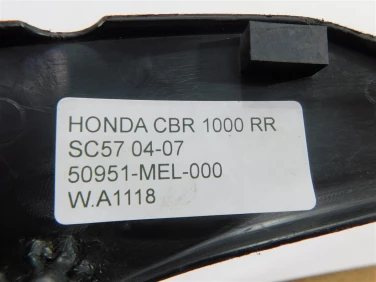 HONDA CBR 1000 RR
SC57 04-07
50951-MEL-000
W.A1118